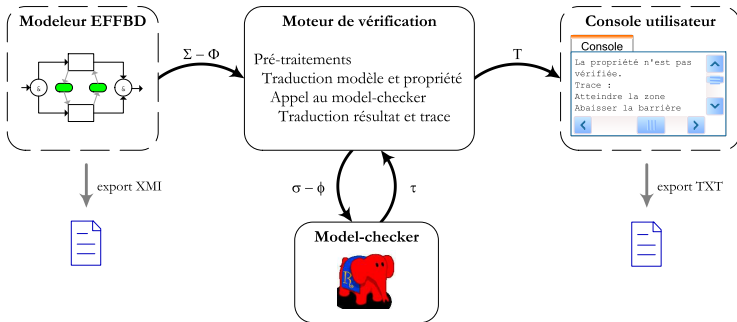 Modeleur EFFBD
&
&
export XMI
Σ – Φ
Moteur de vérification
Pré-traitements
Traduction modèle et propriété
Appel au model-checker
Traduction résultat et trace
σ – ϕ
τ
Model-checker
R
T
Console utilisateur
Console
La propriété n'est pas
vérifiée.
Trace :
Atteindre la zone
Abaisser la barrière
export TXT